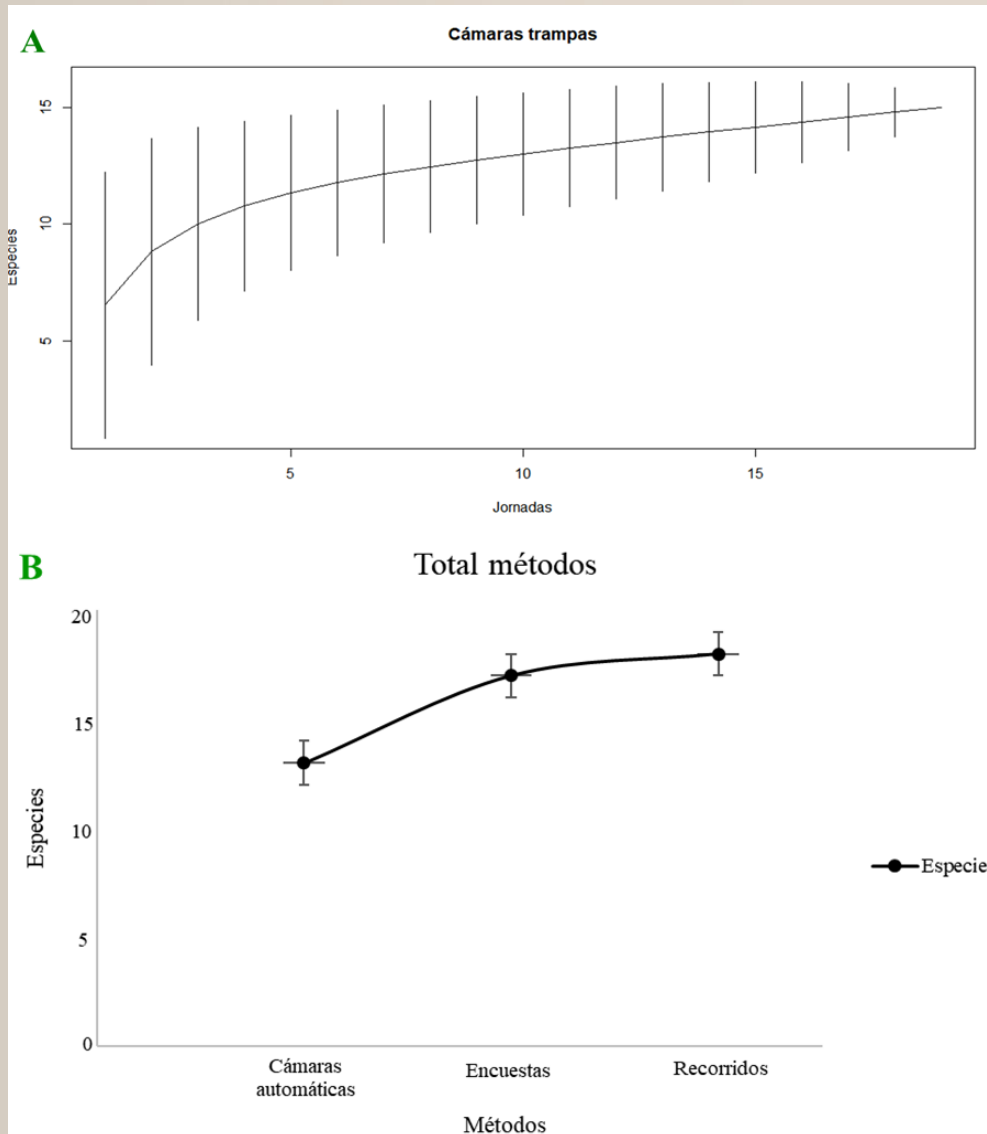 A
Cámaras trampas
15
10
5
Especies
5
10
15
Jornadas
B
Total métodos
20
15
10
5
0
Especies
Especie
Cámaras
automáticas
Encuestas
Recorridos
Métodos